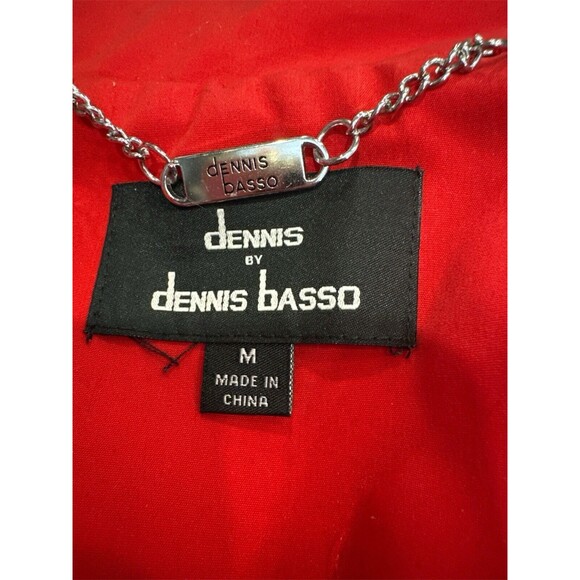 dENNIS
bASSO
dENNIS
BY
dENNIS bASSO
M
MADE IN
CHINA